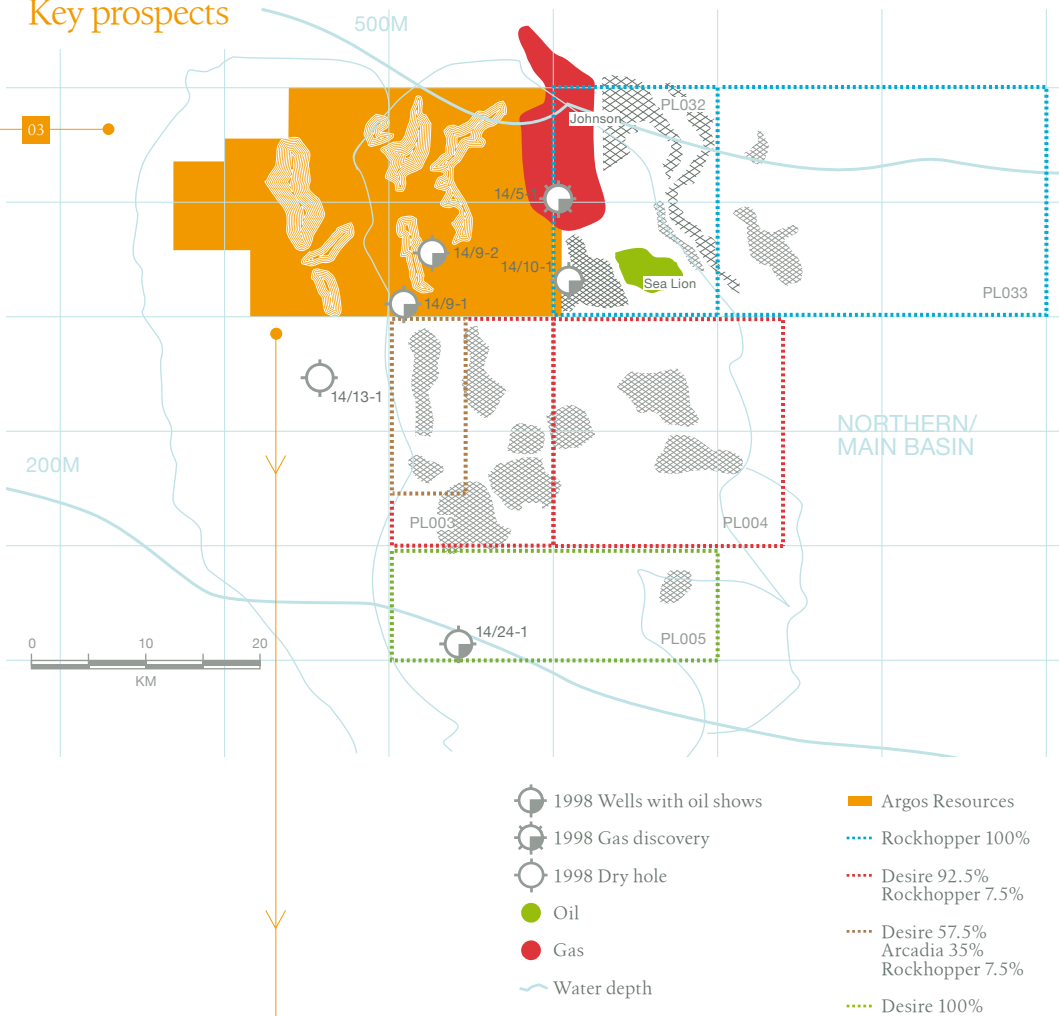 Key prospects
500M
03
PL032
Johnson
14/5-1
14/9-2
14/10-1
Sea Lion
PL033
14/9-1
14/13-1
NORTHERN/
MAIN BASIN
200M
PL003
PL004
14/24-1
PL005
0 10 20
KM
1998 Wells with oil shows
1998 Gas discovery
1998 Dry hole
Oil
Gas
Water depth
Argos Resources
Rockhopper 100%
Desire 92.5%
Rockhopper 7.5%
Desire 57.5%
Arcadia 35%
Rockhopper 7.5%
Desire 100%